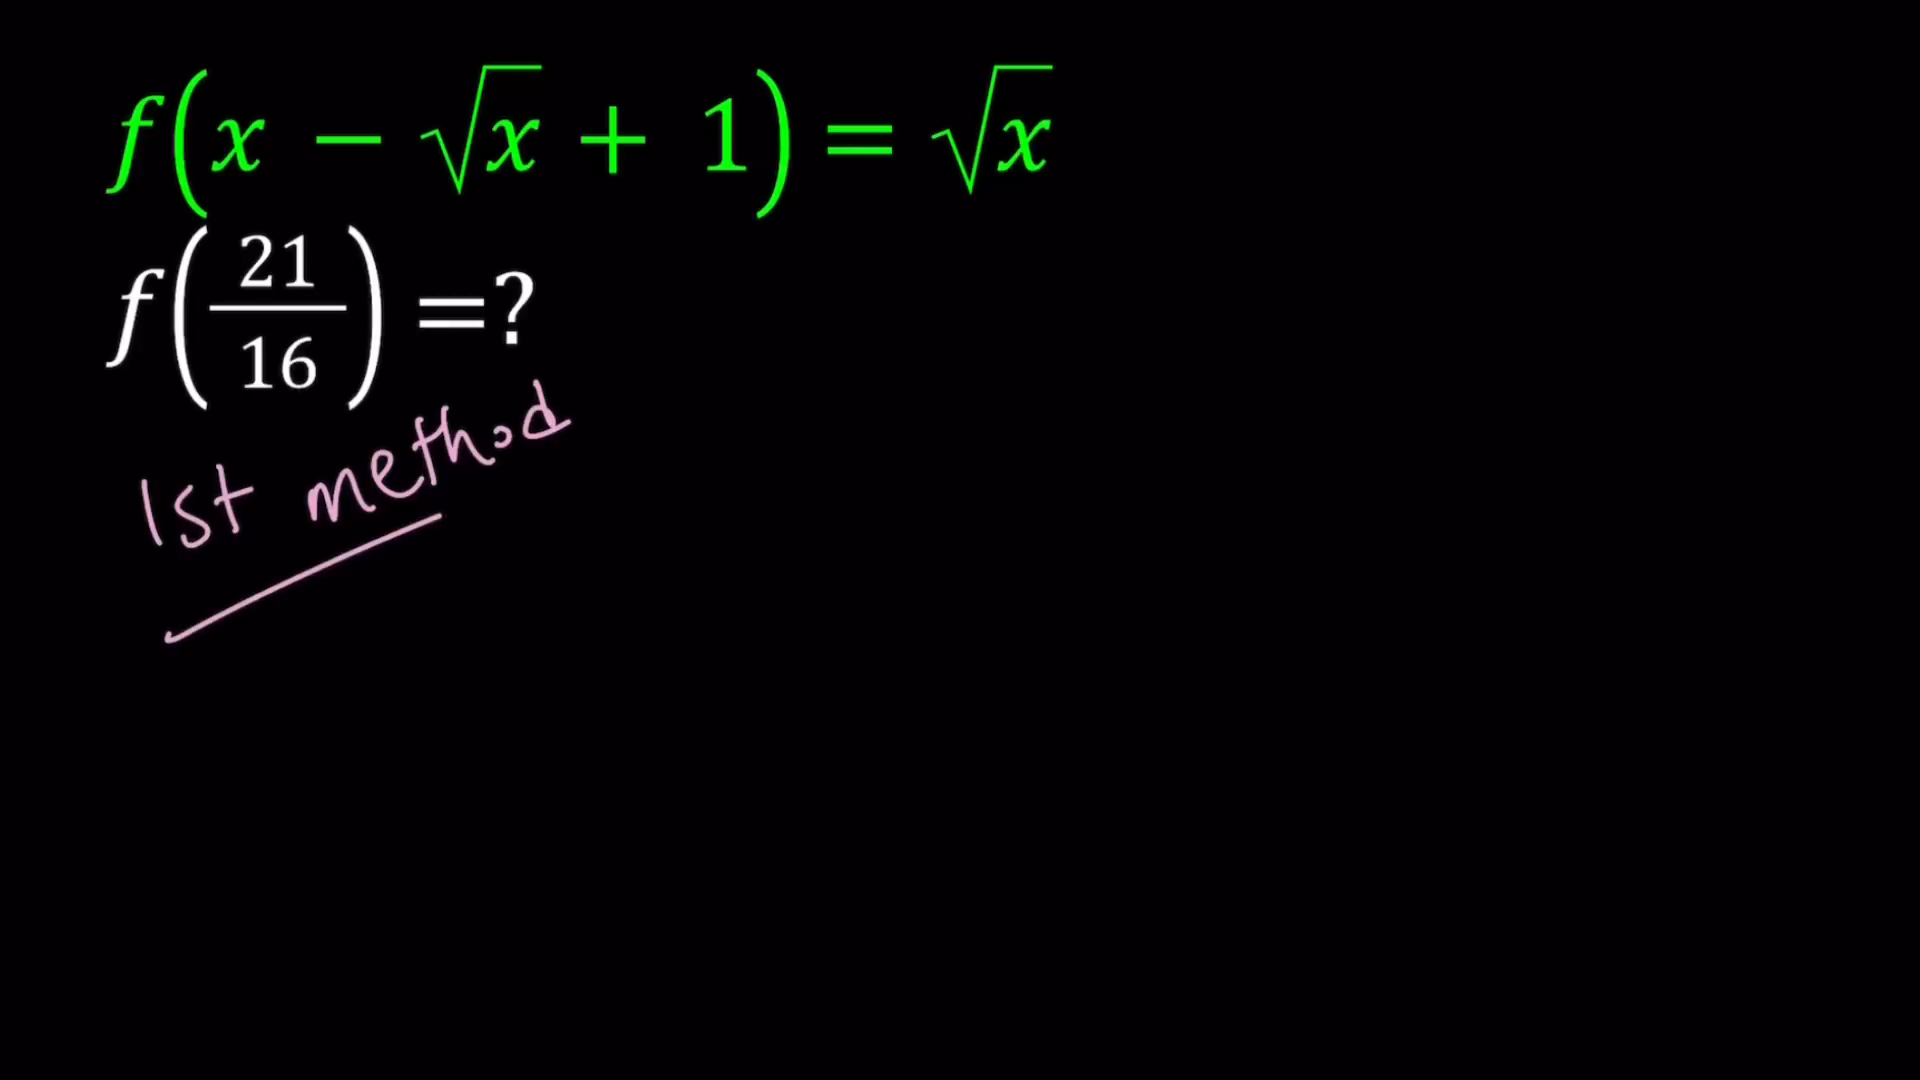 f(x − √x + 1) = √x
f(21/16) =?
1st method